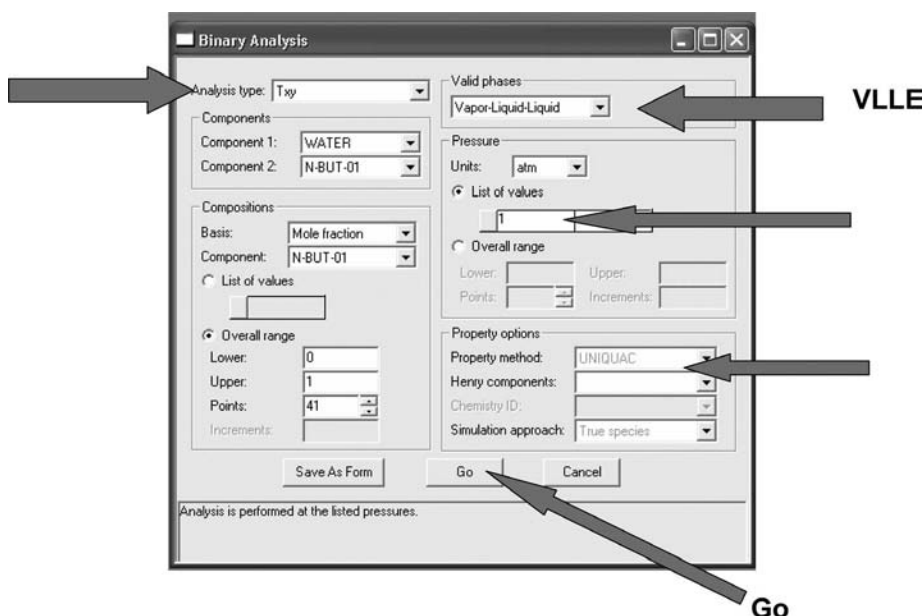 Binary Analysis
Analysis type: Txy
Components
Component 1: WATER
Component 2: N-BUT-01
Compositions
Basis: Mole fraction
Component: N-BUT-01
List of values
Overall range
Lower: 0
Upper: 1
Points: 41
Increments:
Valid phases
Vapor-Liquid-Liquid
VLLE
Pressure
Units: atm
List of values
1
Overall range
Lower: Upper:
Points: Increments:
Property options
Property method: UNIQUAC
Henry components:
Chemistry ID:
Simulation approach: True species
Save As Form Go Cancel
Analysis is performed at the listed pressures.
Go